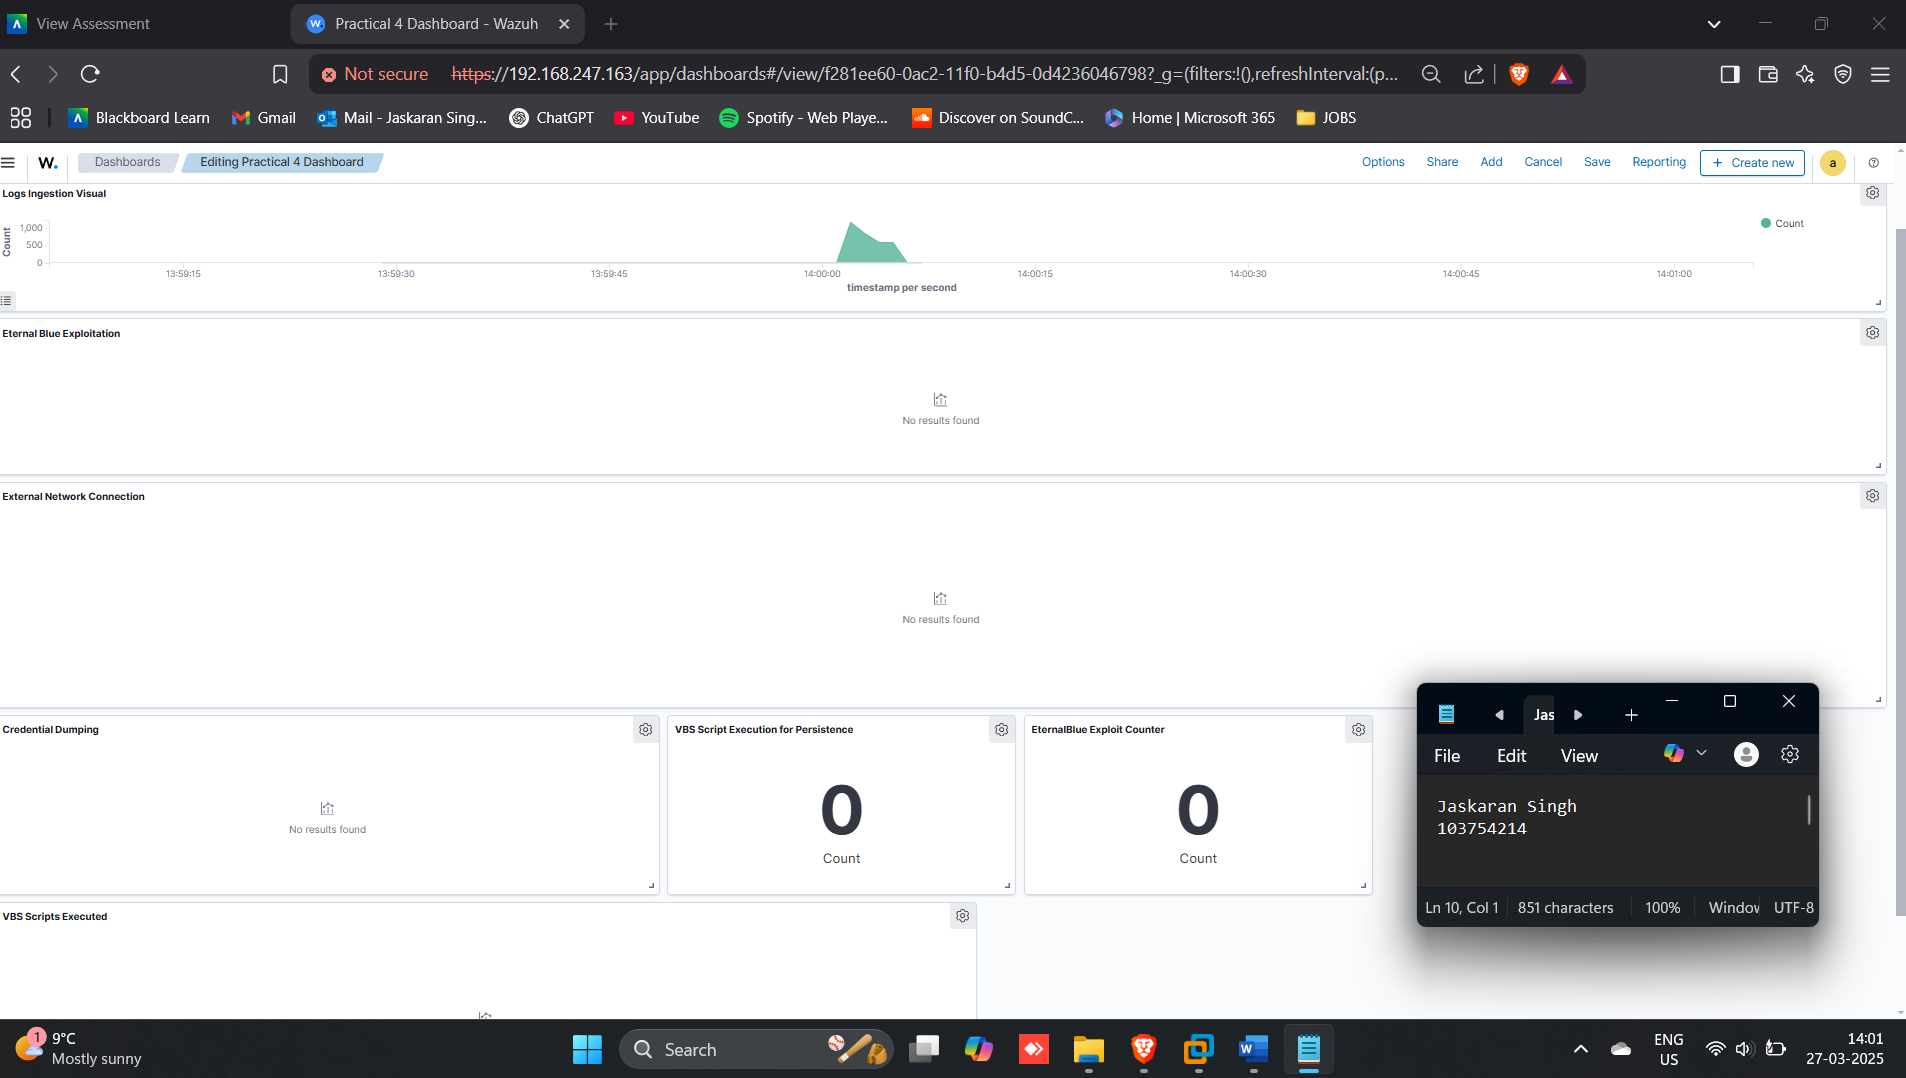 View Assessment
Practical 4 Dashboard - Wazuh
Not secure https://192.168.247.163/app/dashboards#/view/f281ee60-0ac2-11f0-b4d5-0d4236046798?_g=(filters:!(),refreshInterval:(p...
Blackboard Learn Gmail Mail - Jaskaran Sing... ChatGPT YouTube Spotify - Web Playe... Discover on SoundC... Home | Microsoft 365 JOBS
W. Dashboards Editing Practical 4 Dashboard Options Share Add Cancel Save Reporting + Create new a
Logs Ingestion Visual
Count
1,000
500
0
13:59:15 13:59:30 13:59:45 14:00:00 14:00:15 14:00:30 14:00:45 14:01:00
timestamp per second
Count
Eternal Blue Exploitation
No results found
External Network Connection
No results found
Credential Dumping
No results found
VBS Script Execution for Persistence
0
Count
EternalBlue Exploit Counter
0
Count
VBS Scripts Executed
Jas
File Edit View
Jaskaran Singh
103754214
Ln 10, Col 1 851 characters 100% Window UTF-8
1
9°C
Mostly sunny
Search
ENG
US
14:01
27-03-2025